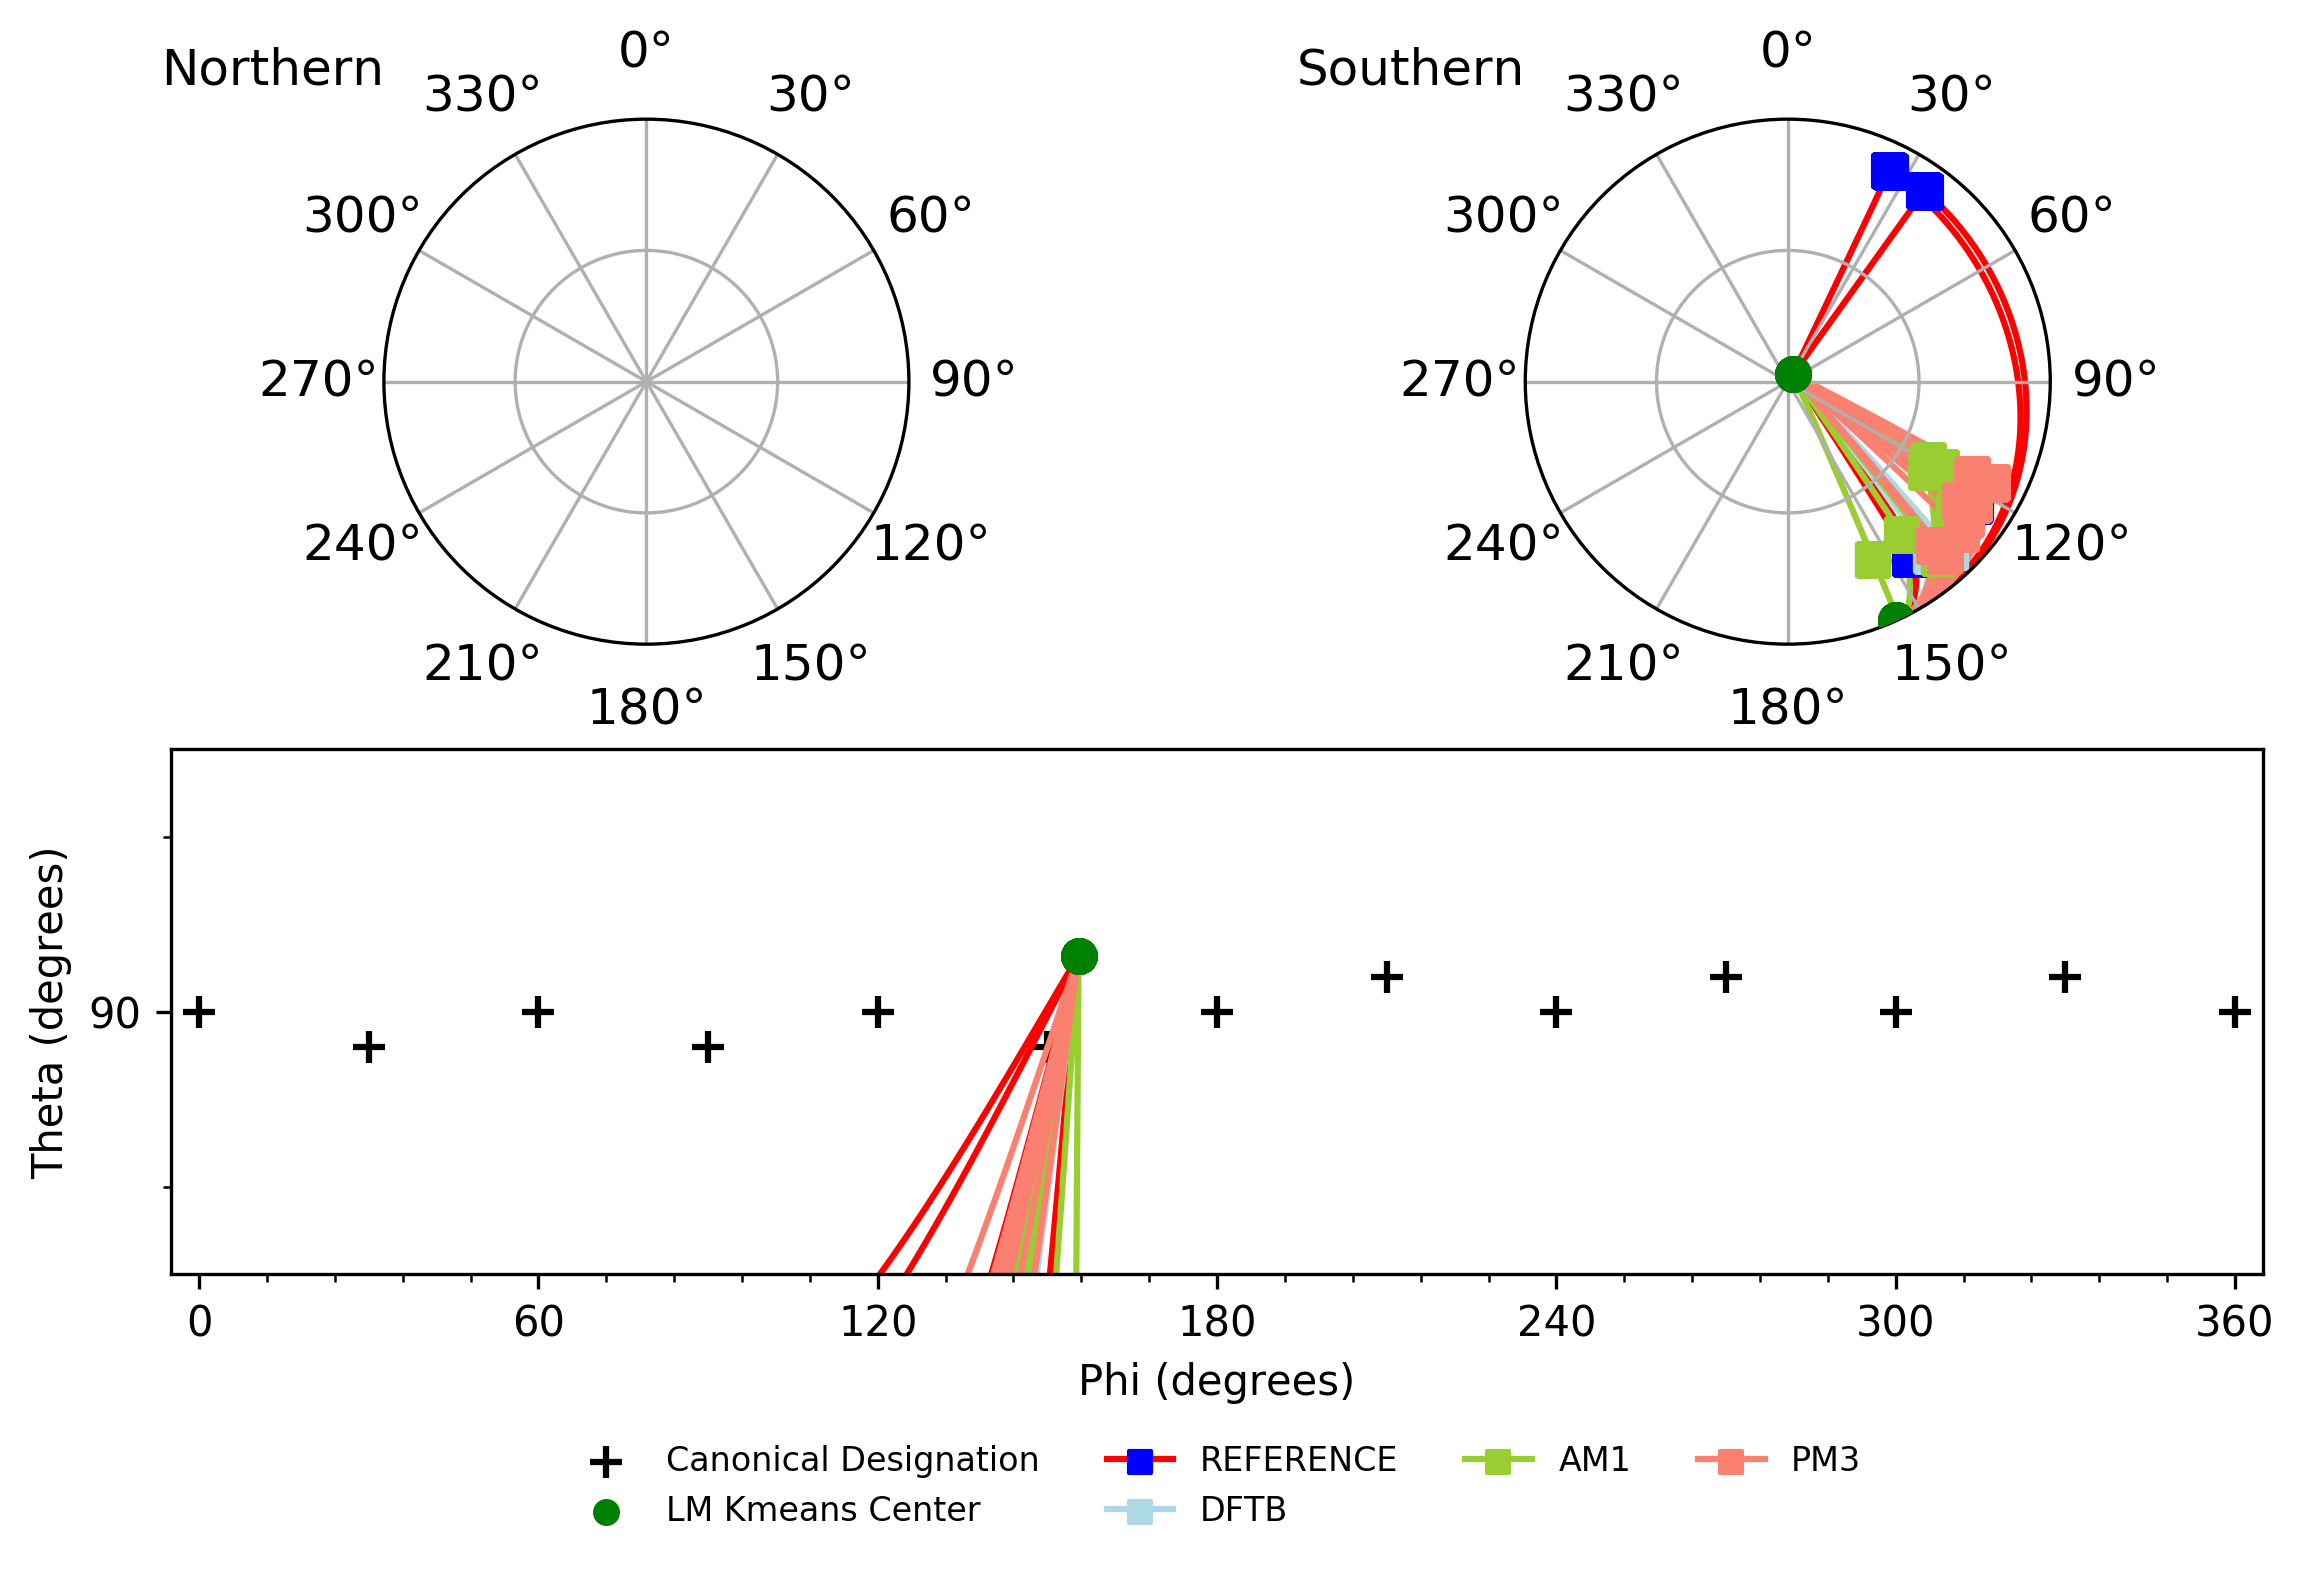 Northern
0°
30°
60°
90°
120°
150°
180°
210°
240°
270°
300°
330°
Southern
0°
30°
60°
90°
120°
150°
180°
210°
240°
270°
300°
330°
Theta (degrees)
90
0 60 120 180 240 300 360
Phi (degrees)
Canonical Designation
LM Kmeans Center
REFERENCE
DFTB
AM1
PM3